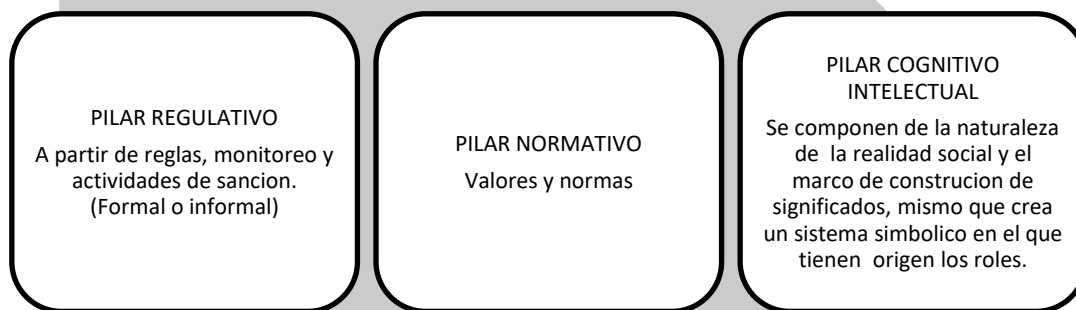 PILAR REGULATIVO
A partir de reglas, monitoreo y
actividades de sancion.
(Formal o informal)
PILAR NORMATIVO
Valores y normas
PILAR COGNITIVO
INTELECTUAL
Se componen de la naturaleza
de la realidad social y el
marco de construcion de
significados, mismo que crea
un sistema simbolico en el que
tienen origen los roles.